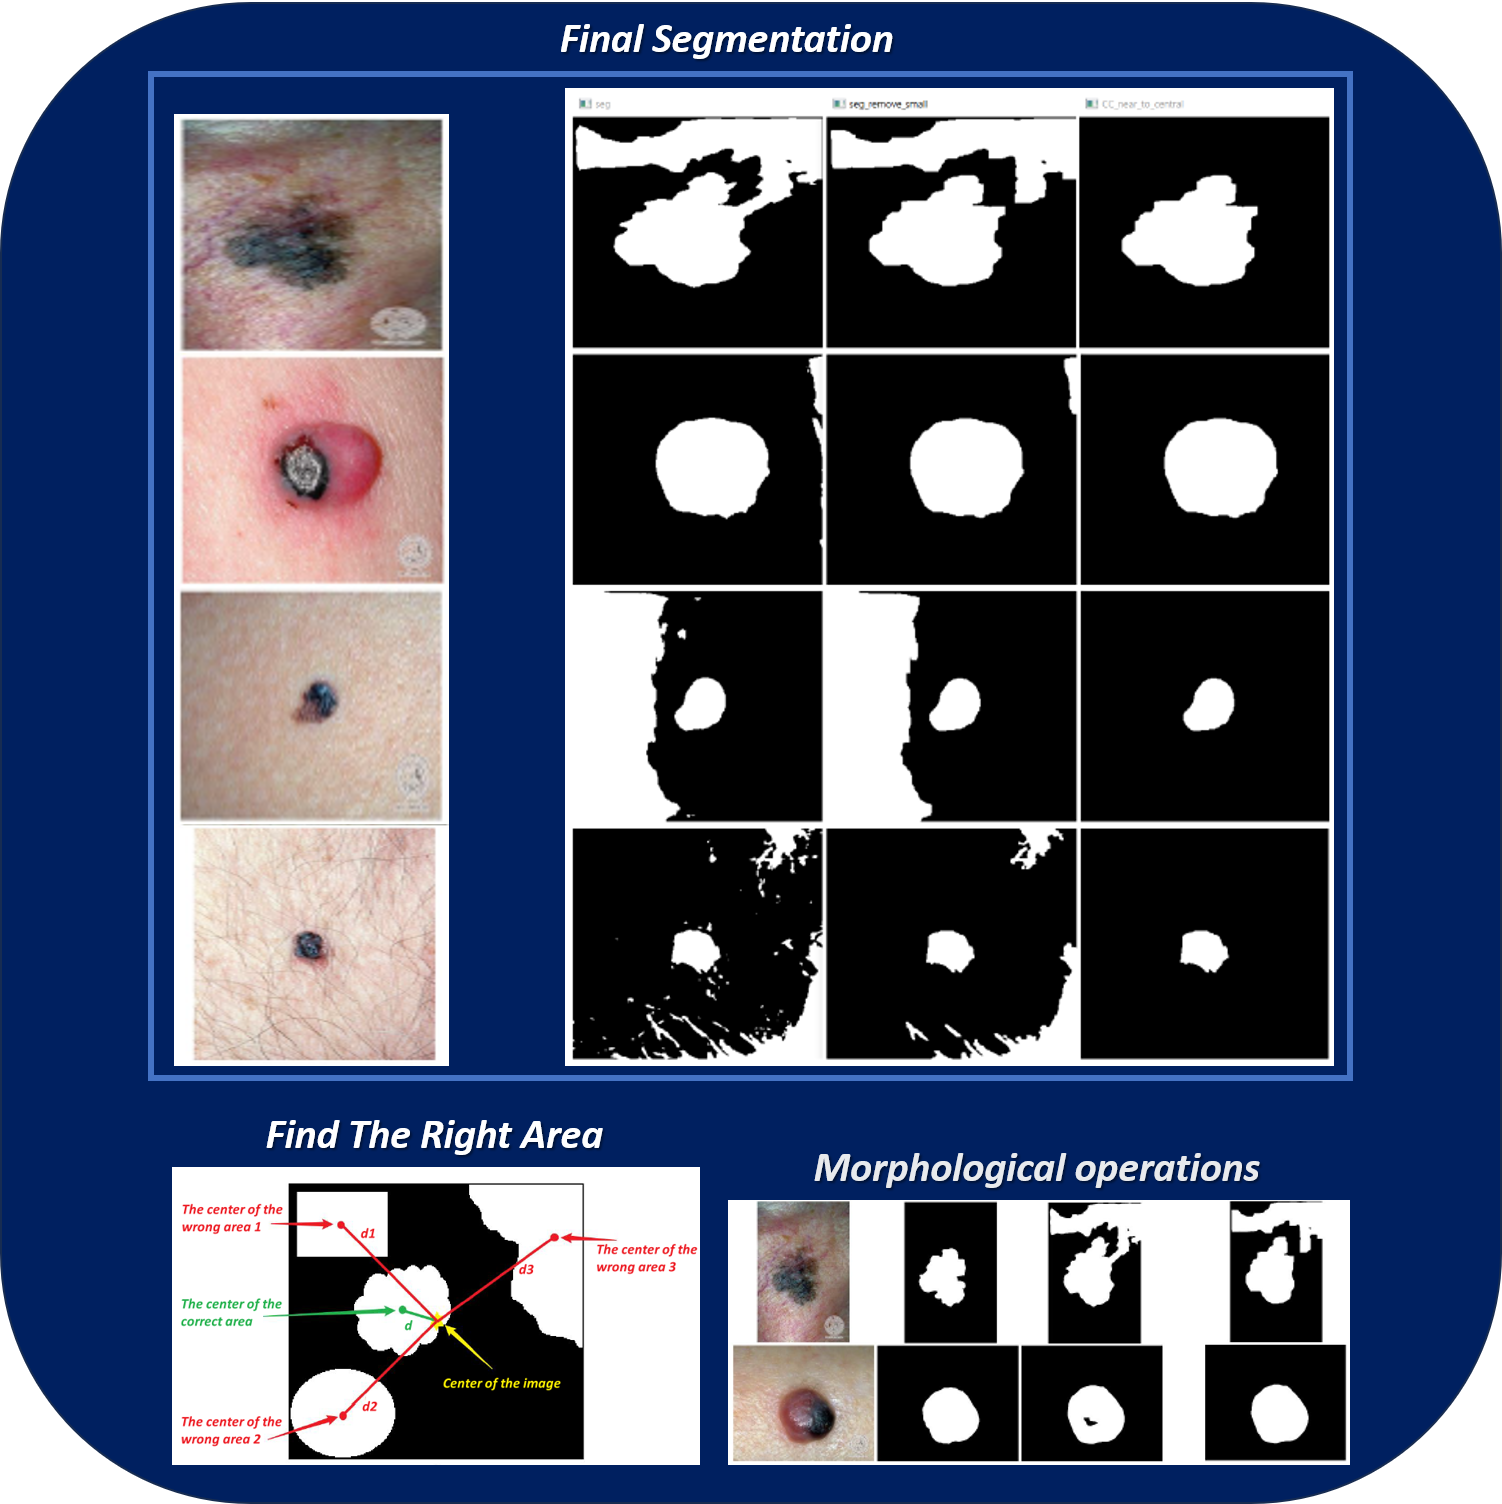 Final Segmentation
seg
seg_remove_small
CC_near_to_central
Find The Right Area
The center of the
wrong area 1
d1
The center of the
wrong area 3
d3
The center of the
correct area
d
Center of the image
d2
The center of the
wrong area 2
Morphological operations